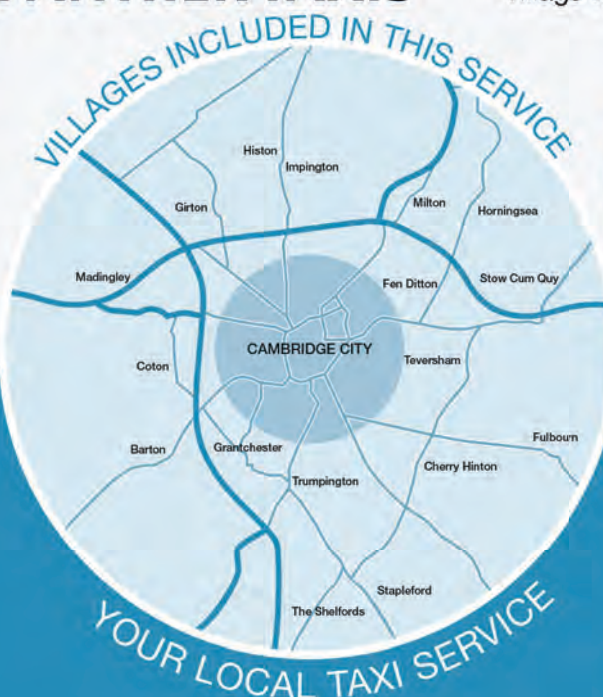 VILLAGES INCLUDED IN THIS SERVICE
Histon
Impington
Girton
Milton
Horningsea
Madingley
Fen Ditton
Stow Cum Quy
CAMBRIDGE CITY
Coton
Teversham
Barton
Grantchester
Fulbourn
Cherry Hinton
Trumpington
Stapleford
The Shelfords
YOUR LOCAL TAXI SERVICE